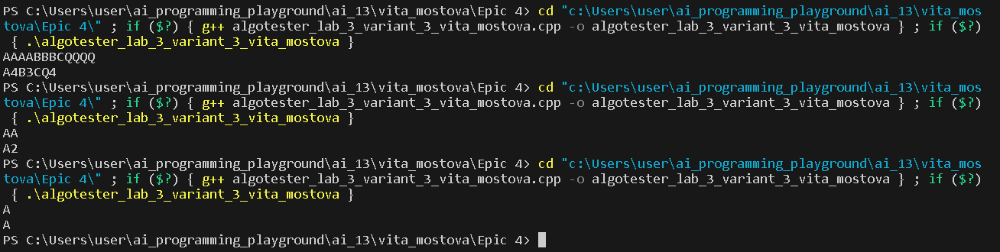 PS C:\Users\user\ai_programming_playground\ai_13\vita_mostova\Epic 4> cd "c:\Users\user\ai_programming_playground\ai_13\vita_mos
tova\Epic 4\" ; if ($?) { g++ algotester_lab_3_variant_3_vita_mostova.cpp -o algotester_lab_3_variant_3_vita_mostova } ; if ($?)
 { .\algotester_lab_3_variant_3_vita_mostova }
AAAABBBCQQQQ
A4B3CQ4
PS C:\Users\user\ai_programming_playground\ai_13\vita_mostova\Epic 4> cd "c:\Users\user\ai_programming_playground\ai_13\vita_mos
tova\Epic 4\" ; if ($?) { g++ algotester_lab_3_variant_3_vita_mostova.cpp -o algotester_lab_3_variant_3_vita_mostova } ; if ($?)
 { .\algotester_lab_3_variant_3_vita_mostova }
AA
A2
PS C:\Users\user\ai_programming_playground\ai_13\vita_mostova\Epic 4> cd "c:\Users\user\ai_programming_playground\ai_13\vita_mos
tova\Epic 4\" ; if ($?) { g++ algotester_lab_3_variant_3_vita_mostova.cpp -o algotester_lab_3_variant_3_vita_mostova } ; if ($?)
 { .\algotester_lab_3_variant_3_vita_mostova }
A
A
PS C:\Users\user\ai_programming_playground\ai_13\vita_mostova\Epic 4>